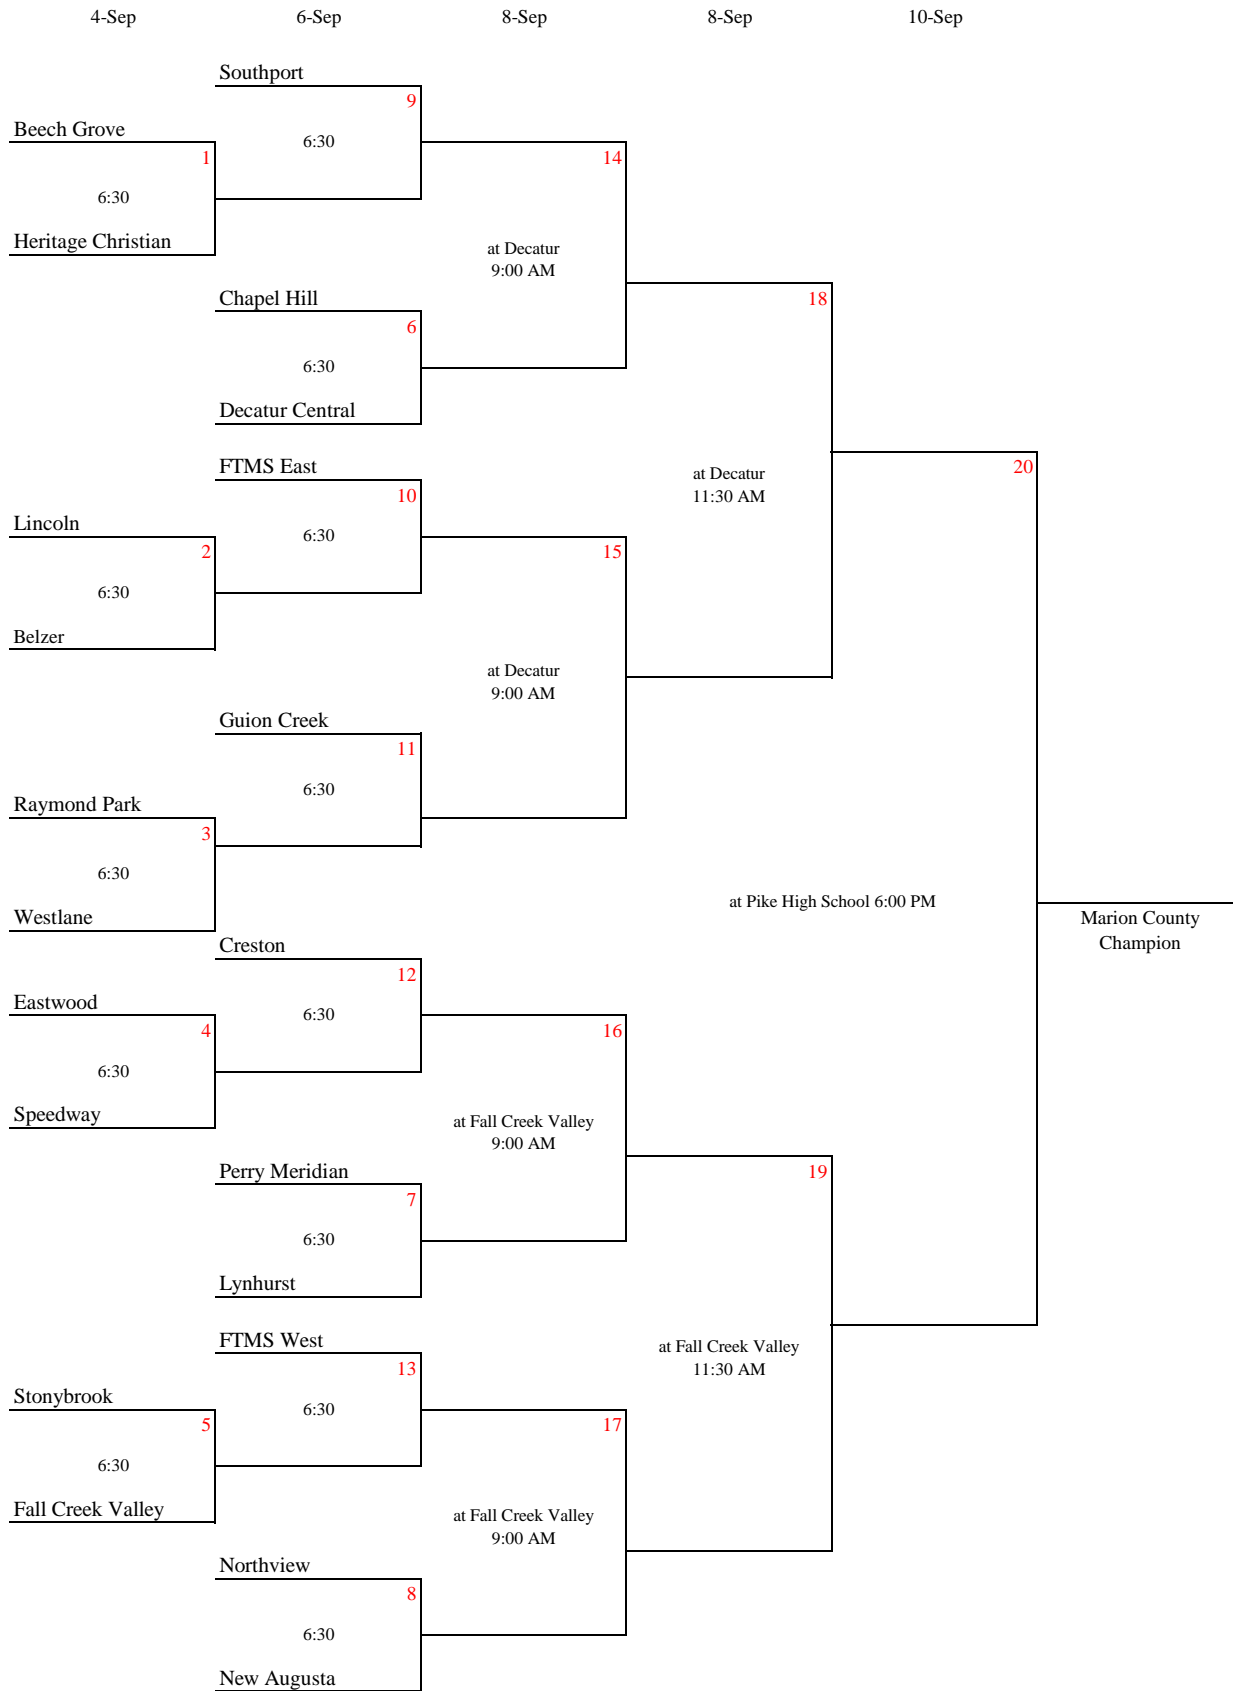 4-Sep
6-Sep
8-Sep
8-Sep
10-Sep
Southport
9
Beech Grove
6:30
1
14
6:30
Heritage Christian
at Decatur
9:00 AM
Chapel Hill
18
6
6:30
Decatur Central
FTMS East
20
at Decatur
11:30 AM
10
Lincoln
6:30
2
15
6:30
Belzer
at Decatur
9:00 AM
Guion Creek
11
6:30
Raymond Park
3
6:30
at Pike High School 6:00 PM
Westlane
Marion County
Champion
Creston
12
Eastwood
6:30
4
16
6:30
Speedway
at Fall Creek Valley
9:00 AM
Perry Meridian
19
7
6:30
Lynhurst
FTMS West
at Fall Creek Valley
11:30 AM
13
Stonybrook
6:30
5
17
6:30
Fall Creek Valley
at Fall Creek Valley
9:00 AM
Northview
8
6:30
New Augusta